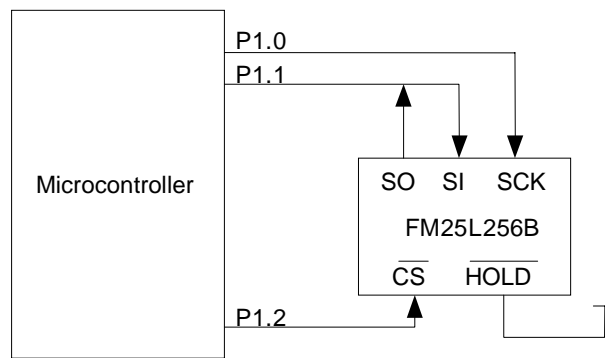 P1.0
P1.1
Microcontroller
SO SI SCK
FM25L256B
CS HOLD
P1.2